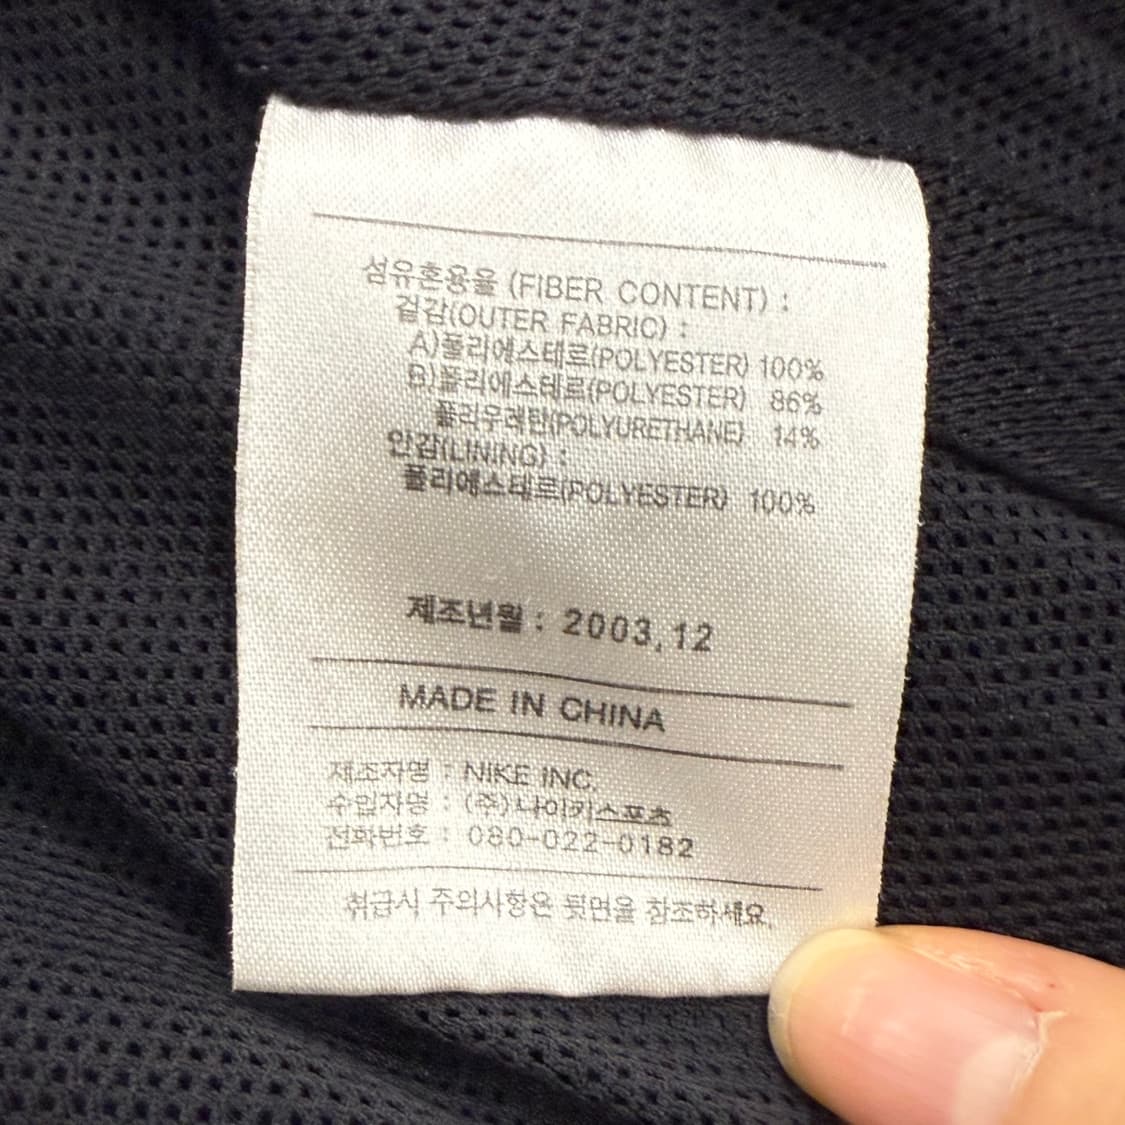 섬유혼용율 (FIBER CONTENT) :
겉감(OUTER FABRIC) :
A)폴리에스테르(POLYESTER) 100%
B)폴리에스테르(POLYESTER) 86%
폴러우레탄(POLYURETHANE) 14%
안감(LINING) :
폴리에스테르(POLYESTER) 100%
제조년월 : 2003,12
MADE IN CHINA
제조자명 : NIKE INC.
수입자명 : (주)나이키스포츠
전화번호 : 080-022-0182
취급시 주의사항은 뒷면을 참조하세요.